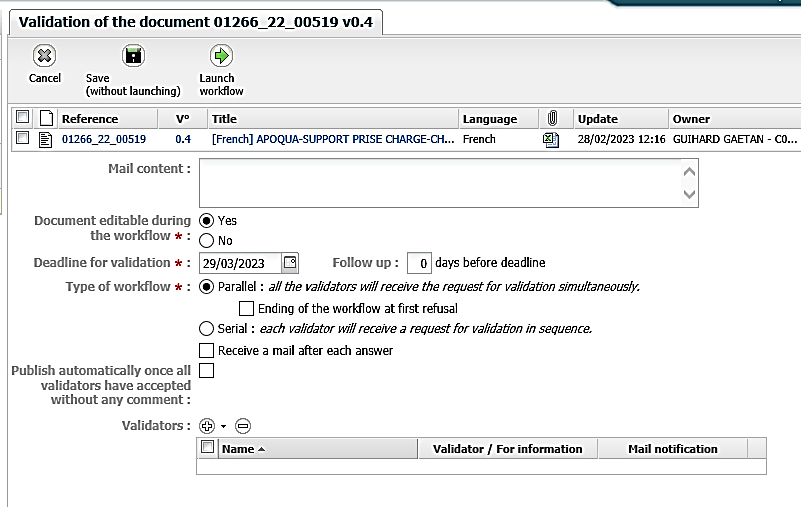 Validation of the document 01266_22_00519 v0.4
Cancel
Save
(without launching)
Launch
workflow
Reference V° Title Language Update Owner
01266_22_00519 0.4 [French] APOQUA-SUPPORT PRISE CHARGE-CH... French 28/02/2023 12:16 GUIHARD GAETAN - C0...
Mail content :
Document editable during
the workflow * :
Yes
No
Deadline for validation * : 29/03/2023 Follow up : 0 days before deadline
Type of workflow * : Parallel : all the validators will receive the request for validation simultaneously.
Ending of the workflow at first refusal
Serial : each validator will receive a request for validation in sequence.
Receive a mail after each answer
Publish automatically once all
validators have accepted
without any comment :
Validators :
Name Validator / For information Mail notification